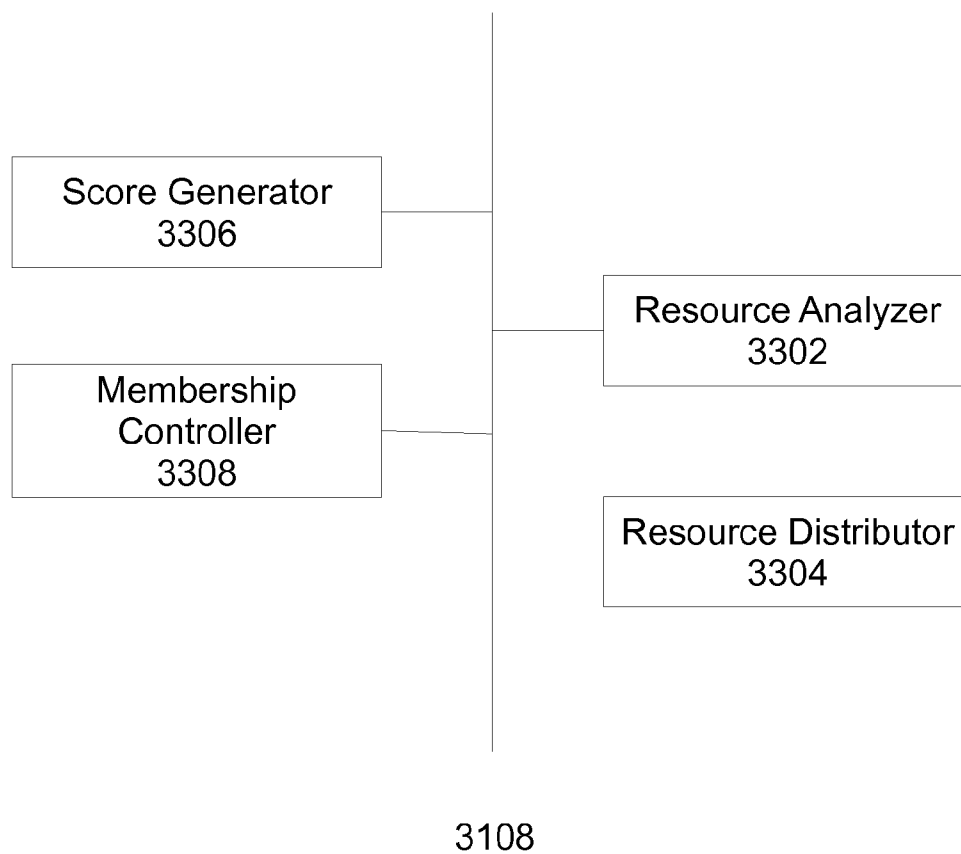 Score Generator
3306
Resource Analyzer
3302
Membership
Controller
3308
Resource Distributor
3304
3108